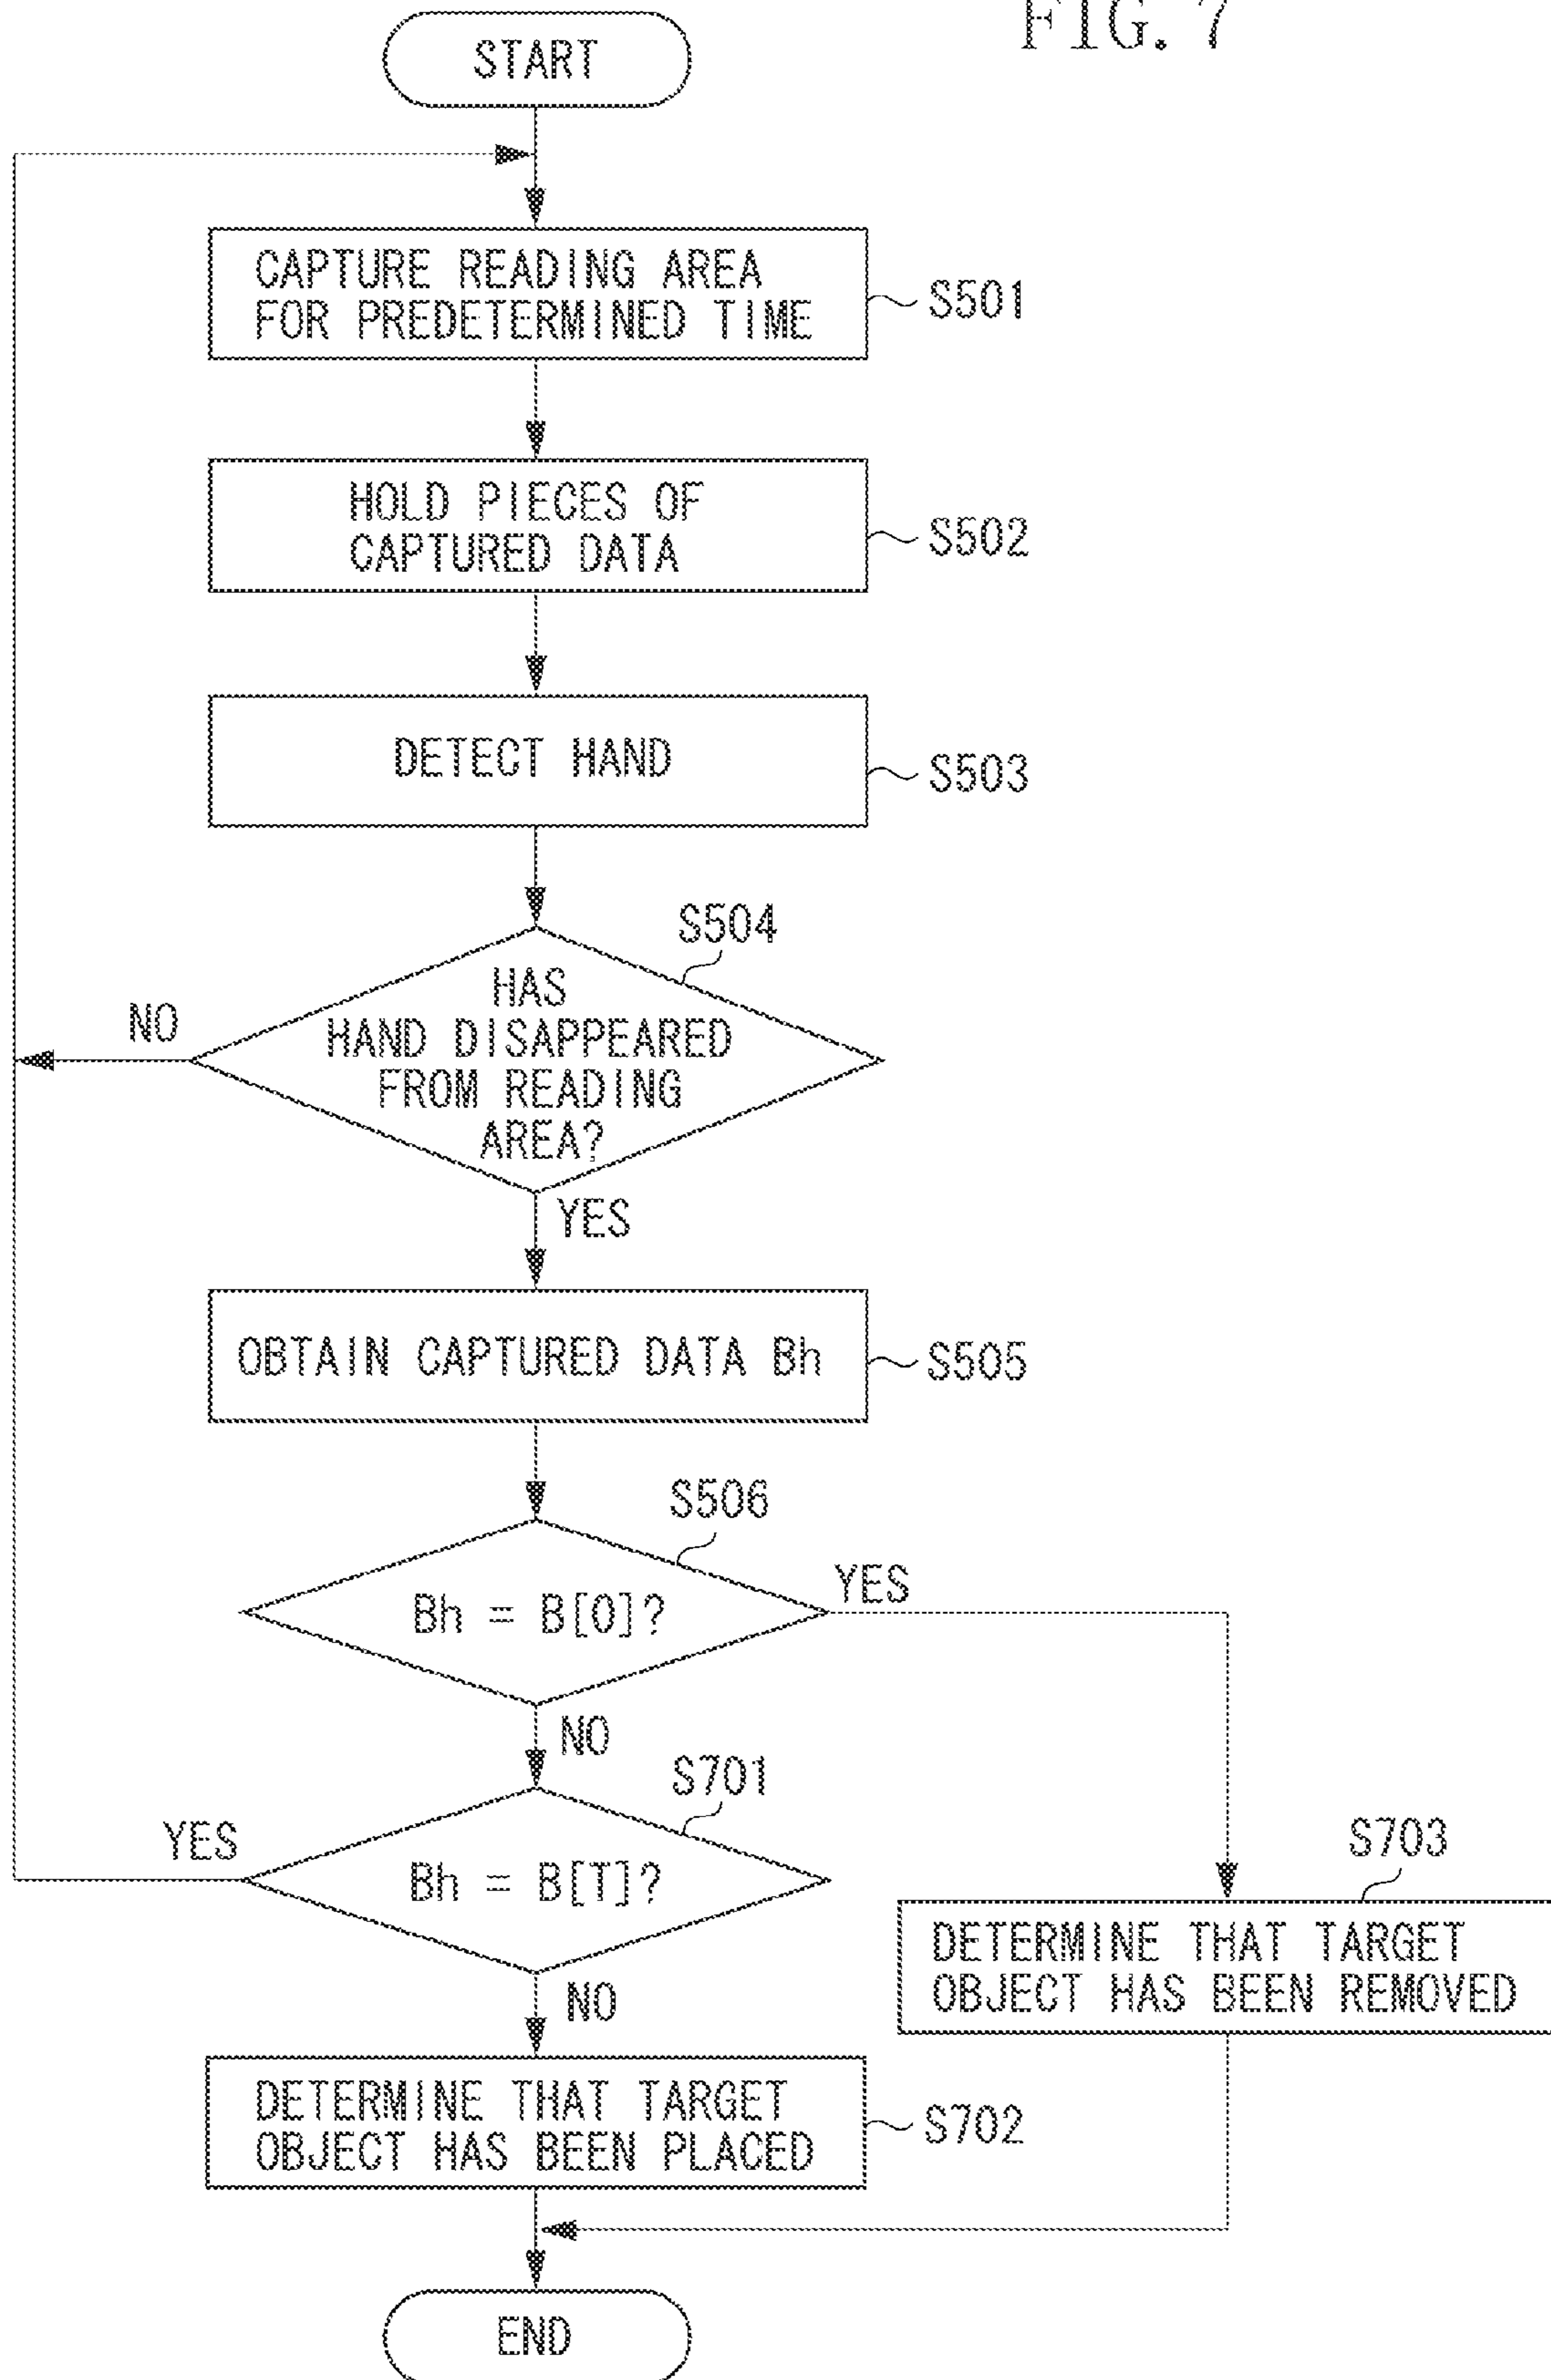 FIG. 7
START
CAPTURE READING AREA
FOR PREDETERMINED TIME
S501
HOLD PIECES OF
CAPTURED DATA
S502
DETECT HAND
S503
S504
HAS
HAND DISAPPEARED
FROM READING
AREA?
NO
YES
OBTAIN CAPTURED DATA Bh
S505
S506
Bh = B[0]?
YES
NO
S701
Bh = B[T]?
YES
NO
S703
DETERMINE THAT TARGET
OBJECT HAS BEEN REMOVED
DETERMINE THAT TARGET
OBJECT HAS BEEN PLACED
S702
END